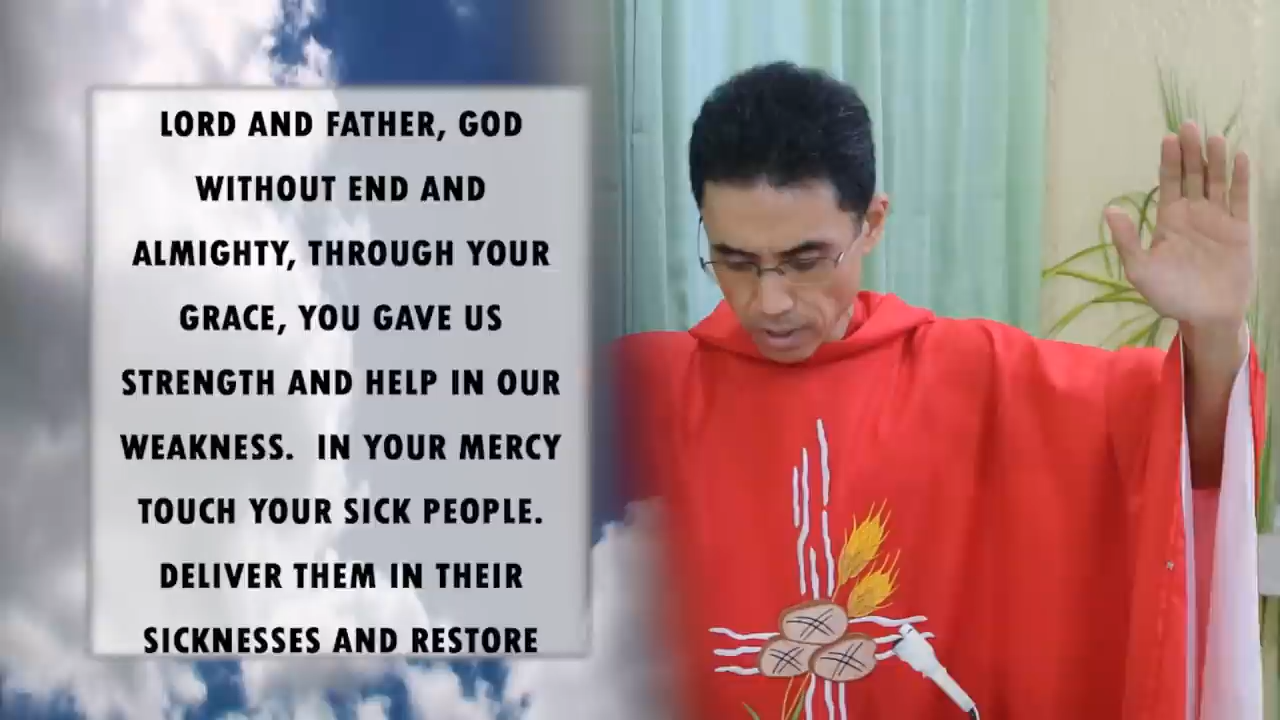 LORD AND FATHER, GOD
WITHOUT END AND
ALMIGHTY, THROUGH YOUR
GRACE, YOU GAVE US
STRENGTH AND HELP IN OUR
WEAKNESS.  IN YOUR MERCY
TOUCH YOUR SICK PEOPLE.
DELIVER THEM IN THEIR
SICKNESSES AND RESTORE